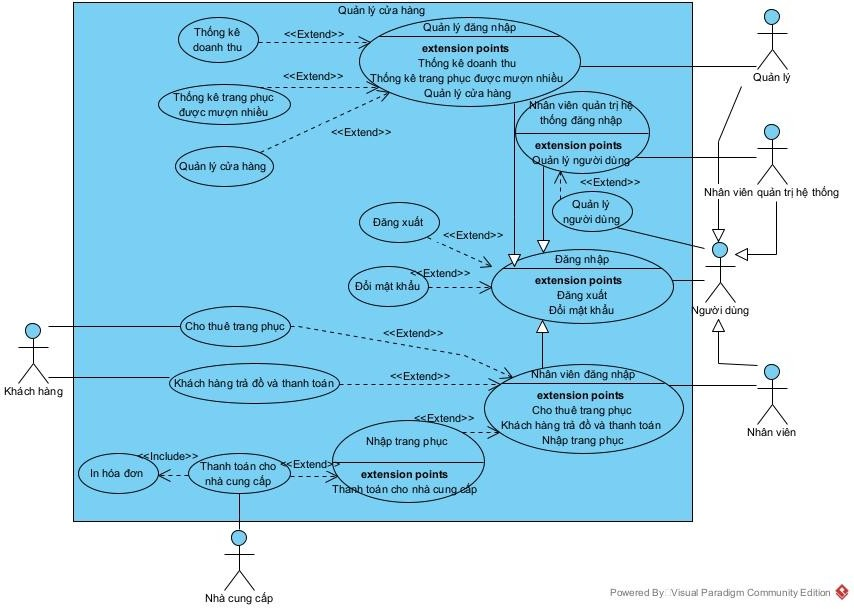 Quản lý cửa hàng
Thống kê
doanh thu
<<Extend>>
Quản lý đăng nhập
extension points
Thống kê doanh thu
Thống kê trang phục được mượn nhiều
Quản lý cửa hàng
Quản lý
<<Extend>>
Thống kê trang phục
được mượn nhiều
<<Extend>>
Quản lý cửa hàng
Nhân viên quản trị hệ
thống đăng nhập
extension points
Quản lý người dùng
Nhân viên quản trị hệ thống
<<Extend>>
Quản lý
người dùng
Đăng xuất
<<Extend>>
Đổi mật khẩu
<<Extend>>
Đăng nhập
extension points
Đăng xuất
Đổi mật khẩu
Người dùng
Cho thuê trang phục
<<Extend>>
Khách hàng
Khách hàng trả đồ và thanh toán
<<Extend>>
Nhân viên đăng nhập
extension points
Cho thuê trang phục
Khách hàng trả đồ và thanh toán
Nhập trang phục
Nhân viên
<<Extend>>
Nhập trang phục
extension points
Thanh toán cho nhà cung cấp
<<Include>>
In hóa đơn
Thanh toán cho
nhà cung cấp
<<Extend>>
Nhà cung cấp
Powered By Visual Paradigm Community Edition